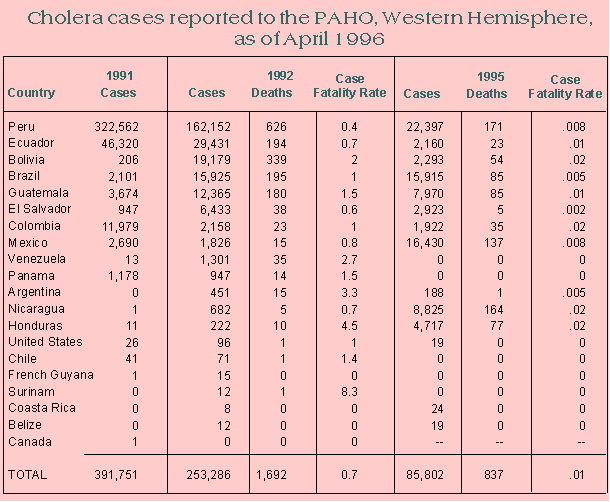 Cholera cases reported to the PAHO, Western Hemisphere,
as of April 1996
1991 1992 Case 1995 Case
Country Cases Cases Deaths Fatality Rate Cases Deaths Fatality Rate
Peru 322,562 162,152 626 0.4 22,397 171 .008
Ecuador 46,320 29,431 194 0.7 2,160 23 .01
Bolivia 206 19,179 339 2 2,293 54 .02
Brazil 2,101 15,925 195 1 15,915 85 .005
Guatemala 3,674 12,365 180 1.5 7,970 85 .01
El Salvador 947 6,433 38 0.6 2,923 5 .002
Colombia 11,979 2,158 23 1 1,922 35 .02
Mexico 2,690 1,826 15 0.8 16,430 137 .008
Venezuela 13 1,301 35 2.7 0 0 0
Panama 1,178 947 14 1.5 0 0 0
Argentina 0 451 15 3.3 188 1 .005
Nicaragua 1 682 5 0.7 8,825 164 .02
Honduras 11 222 10 4.5 4,717 77 .02
United States 26 96 1 1 19 0 0
Chile 41 71 1 1.4 0 0 0
French Guyana 1 15 0 0 0 0 0
Surinam 0 12 1 8.3 0 0 0
Coasta Rica 0 8 0 0 24 0 0
Belize 0 12 0 0 19 0 0
Canada 1 0 0 0 -- -- --
TOTAL 391,751 253,286 1,692 0.7 85,802 837 .01